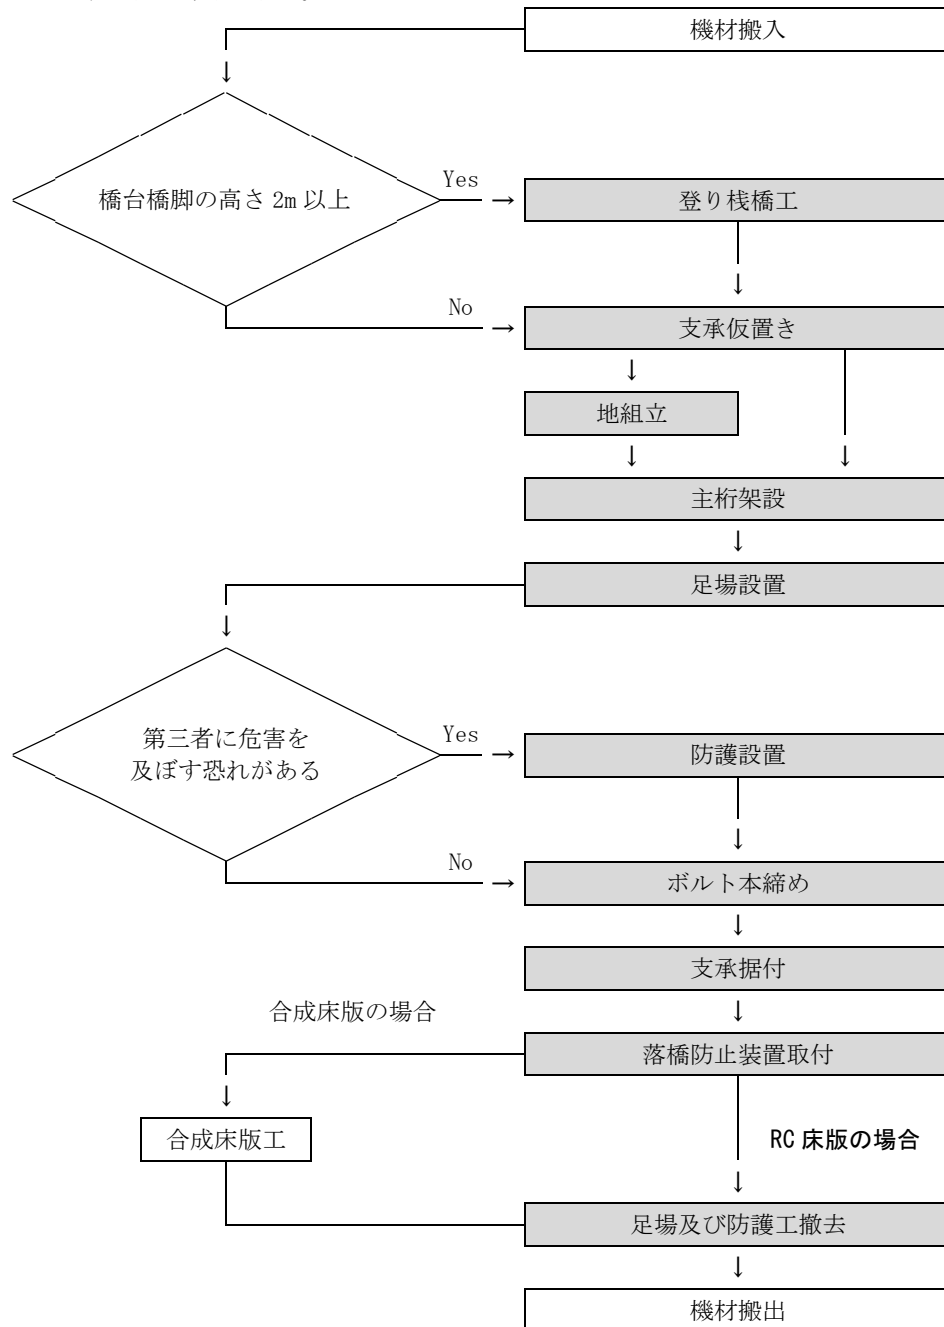 機材搬入
橋台橋脚の高さ 2m 以上
Yes
登り桟橋工
No
支承仮置き
地組立
主桁架設
足場設置
第三者に危害を
及ぼす恐れがある
Yes
防護設置
No
ボルト本締め
支承据付
合成床版の場合
落橋防止装置取付
合成床版工
RC 床版の場合
足場及び防護工撤去
機材搬出